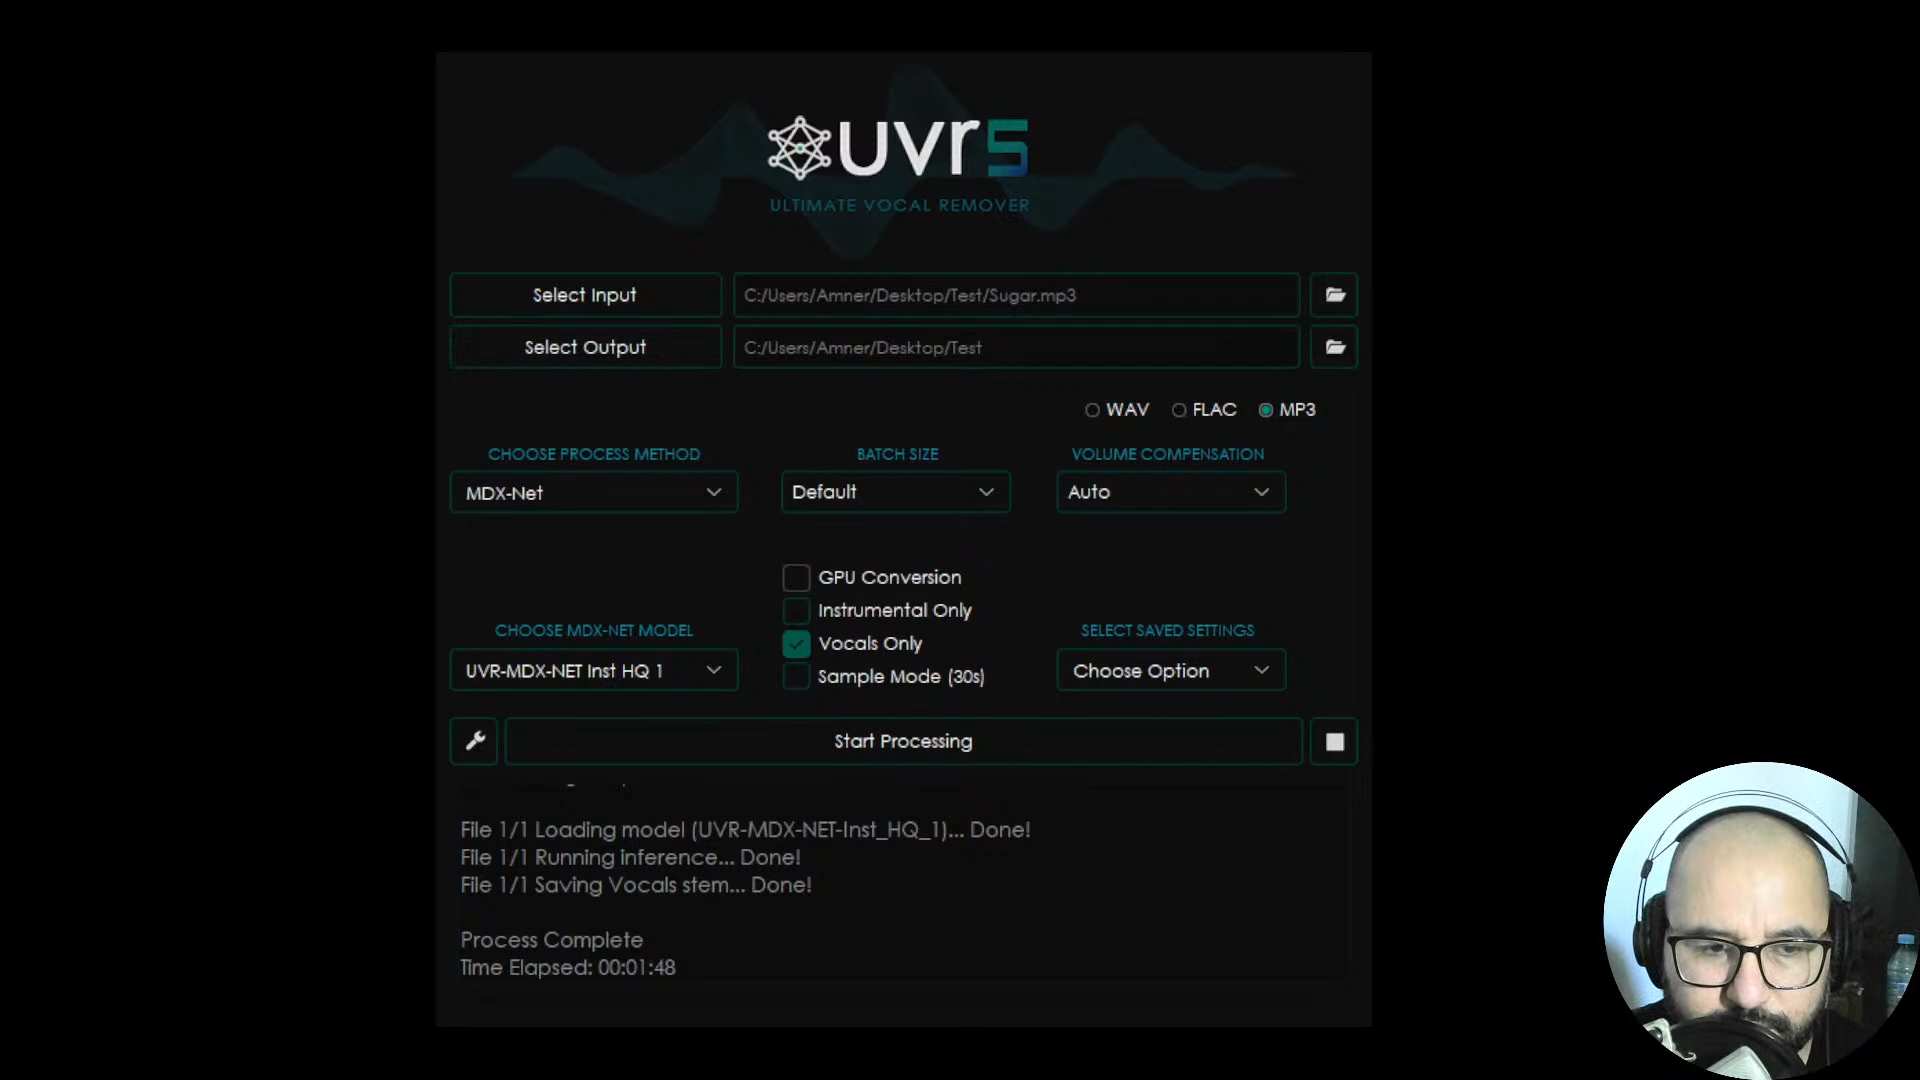 uvr5
ULTIMATE VOCAL REMOVER
Select Input
C:/Users/Amner/Desktop/Test/Sugar.mp3
Select Output
C:/Users/Amner/Desktop/Test
WAV FLAC MP3
CHOOSE PROCESS METHOD
BATCH SIZE
VOLUME COMPENSATION
MDX-Net
Default
Auto
GPU Conversion
Instrumental Only
Vocals Only
Sample Mode (30s)
CHOOSE MDX-NET MODEL
UVR-MDX-NET Inst HQ 1
SELECT SAVED SETTINGS
Choose Option
Start Processing
File 1/1 Loading model (UVR-MDX-NET-Inst_HQ_1)... Done!
File 1/1 Running inference... Done!
File 1/1 Saving Vocals stem... Done!
Process Complete
Time Elapsed: 00:01:48